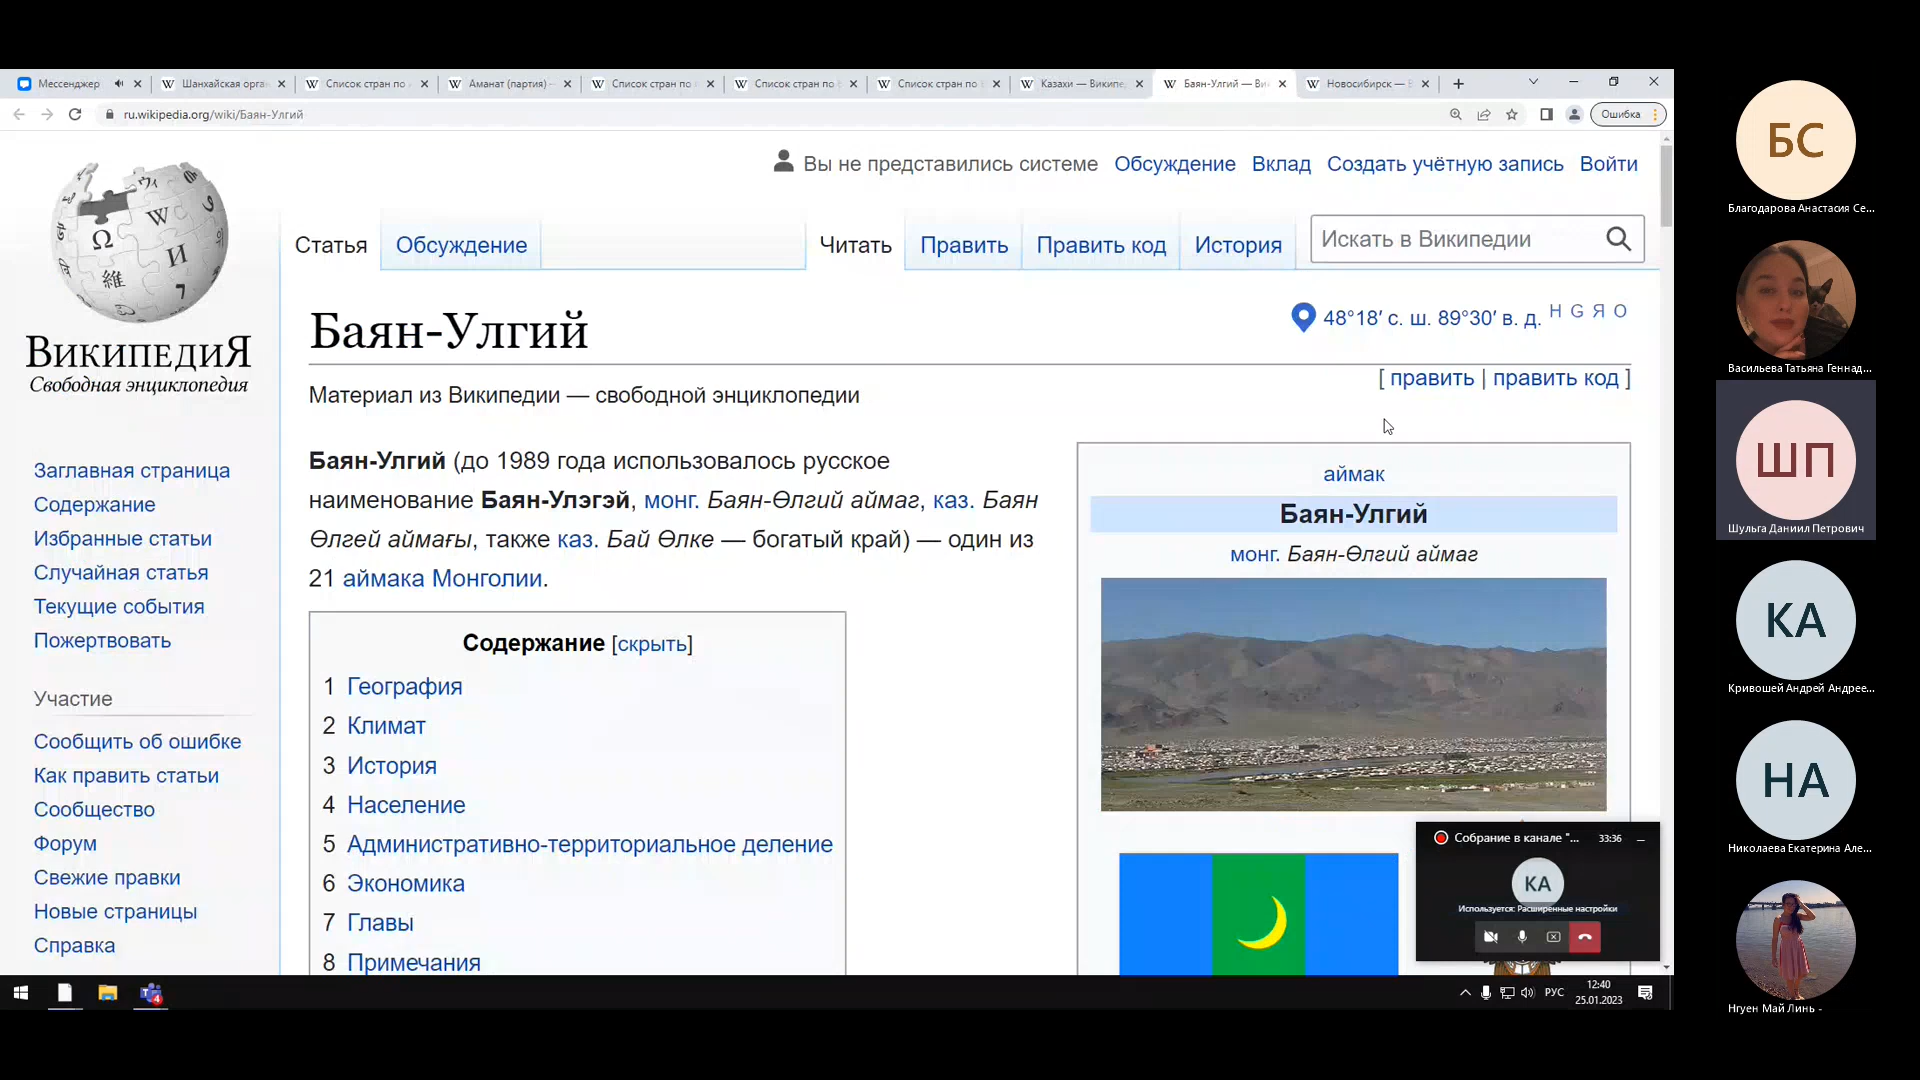 Мессенджер
Шанхайская орга
Список стран по
Аманат (партия) —
Список стран по
Список стран по
Список стран по
Казахи — Википе
Баян-Улгий — Ви
Новосибирск — В
ru.wikipedia.org/wiki/Баян-Улгий
Ошибка
Вы не представились системе Обсуждение Вклад Создать учётную запись Войти
Статья Обсуждение Читать Править Править код История Искать в Википедии
ВИКИПЕДИЯ
Свободная энциклопедия
Заглавная страница
Содержание
Избранные статьи
Случайная статья
Текущие события
Пожертвовать
Участие
Сообщить об ошибке
Как править статьи
Сообщество
Форум
Свежие правки
Новые страницы
Справка
Баян-Улгий
48°18′ с. ш. 89°30′ в. д. H G Я O
[ править | править код ]
Материал из Википедии — свободной энциклопедии
Баян-Улгий (до 1989 года использовалось русское
наименование Баян-Улэгэй, монг. Баян-Өлгий аймаг, каз. Баян
Өлгей аймағы, также каз. Бай Өлке — богатый край) — один из
21 аймака Монголии.
Содержание [скрыть]
1 География
2 Климат
3 История
4 Население
5 Административно-территориальное деление
6 Экономика
7 Главы
8 Примечания
аймак
Баян-Улгий
монг. Баян-Өлгий аймаг
Собрание в канале "... 33:36
КА
Используется: Расширенные настройки
РУС
12:40
25.01.2023
БС
Благодарова Анастасия Се...
Васильева Татьяна Геннад...
ШП
Шульга Даниил Петрович
КА
Кривошей Андрей Андрее...
НА
Николаева Екатерина Але...
Нгуен Май Линь -